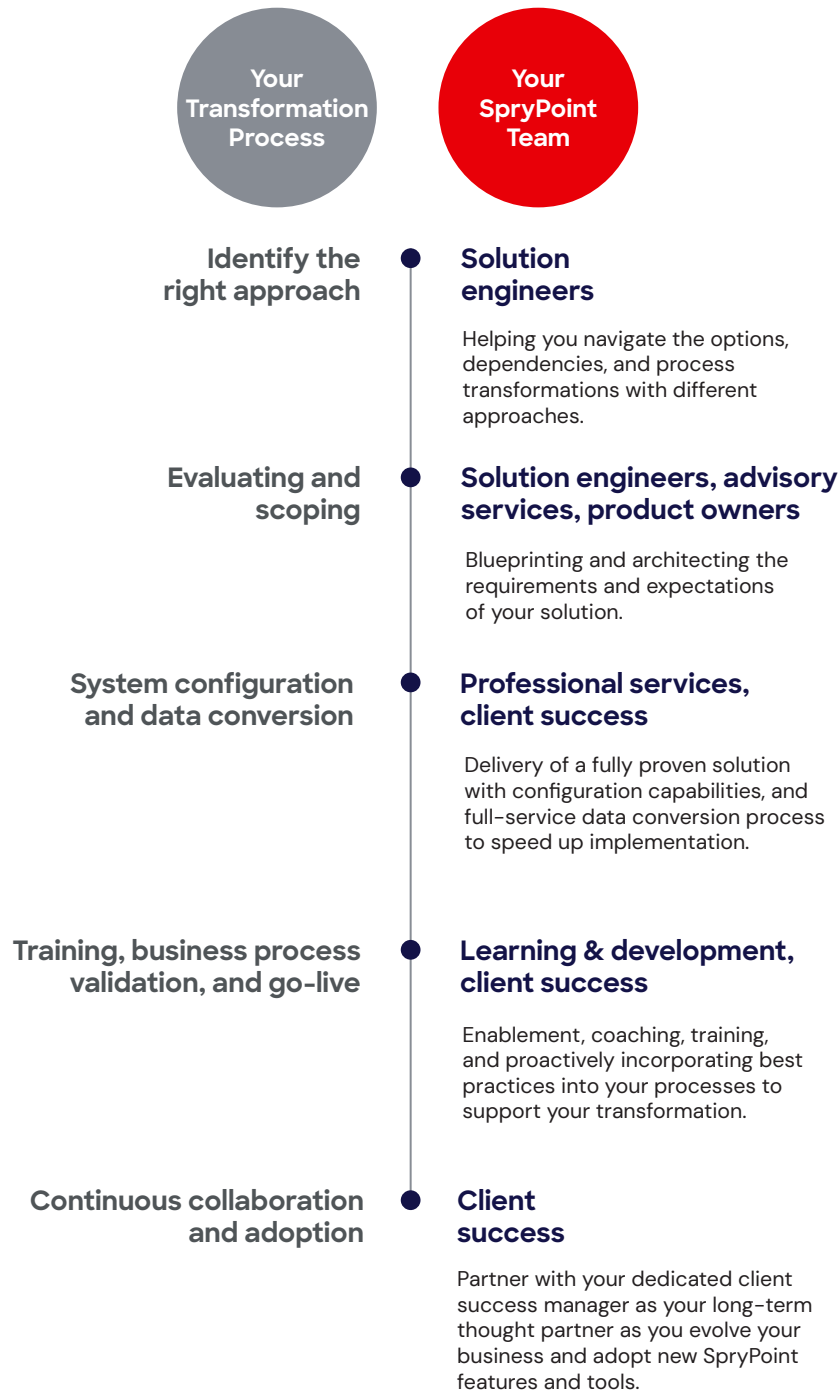 Your
Transformation
Process
Your
SpryPoint
Team
Identify the
right approach
Solution
engineers
Helping you navigate the options,
dependencies, and process
transformations with different
approaches.
Evaluating and
scoping
Solution engineers, advisory
services, product owners
Blueprinting and architecting the
requirements and expectations
of your solution.
System configuration
and data conversion
Professional services,
client success
Delivery of a fully proven solution
with configuration capabilities, and
full-service data conversion process
to speed up implementation.
Training, business process
validation, and go-live
Learning & development,
client success
Enablement, coaching, training,
and proactively incorporating best
practices into your processes to
support your transformation.
Continuous collaboration
and adoption
Client
success
Partner with your dedicated client
success manager as your long-term
thought partner as you evolve your
business and adopt new SpryPoint
features and tools.